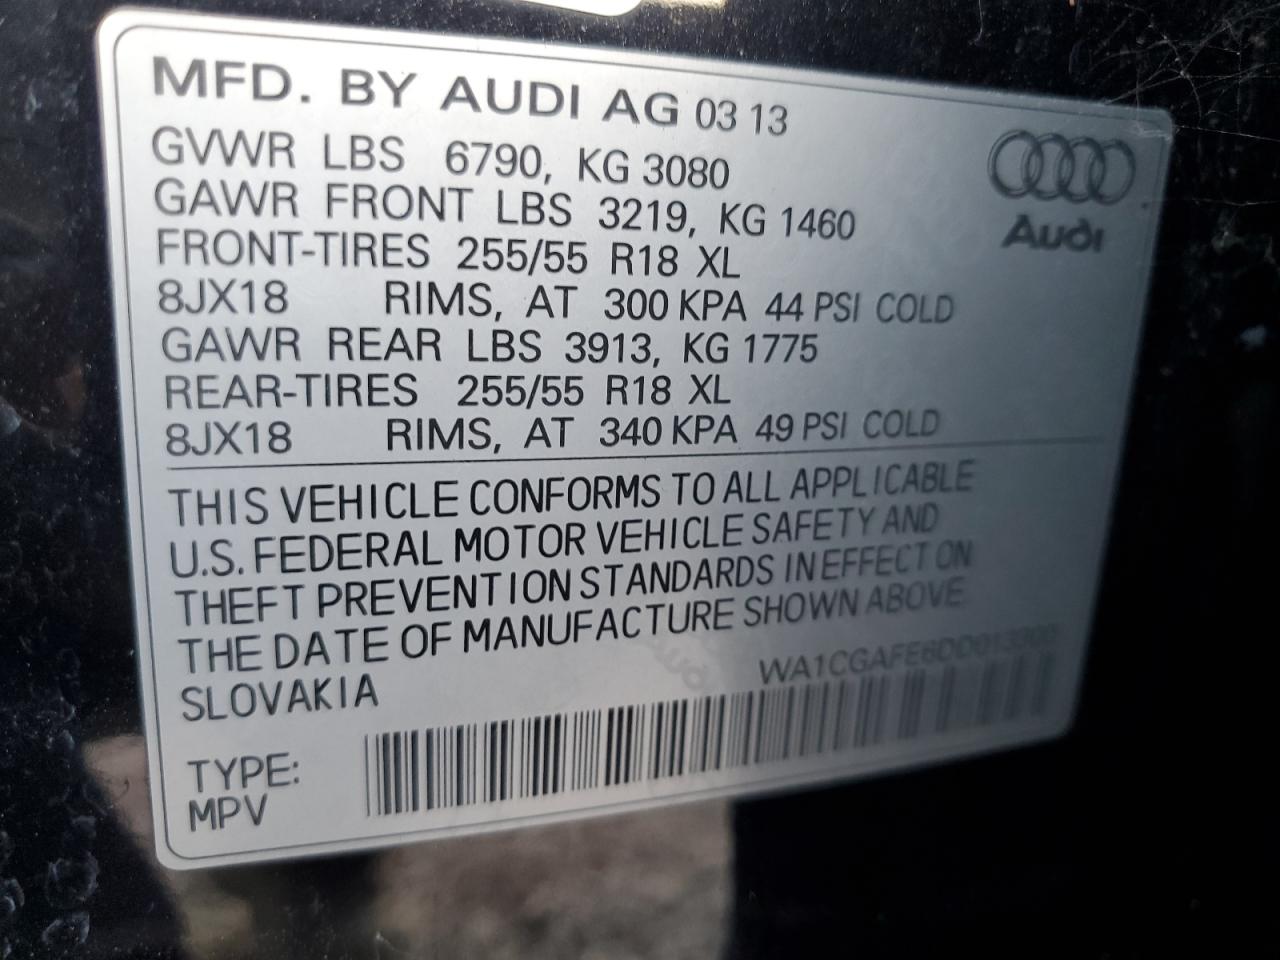 MFD. BY AUDI AG 03 13
Audi
GVWR LBS 6790, KG 3080
GAWR FRONT LBS 3219, KG 1460
FRONT-TIRES 255/55 R18 XL
8JX18 RIMS, AT 300 KPA 44 PSI COLD
GAWR REAR LBS 3913, KG 1775
REAR-TIRES 255/55 R18 XL
8JX18 RIMS, AT 340 KPA 49 PSI COLD
THIS VEHICLE CONFORMS TO ALL APPLICABLE
U.S. FEDERAL MOTOR VEHICLE SAFETY AND
THEFT PREVENTION STANDARDS IN EFFECT ON
THE DATE OF MANUFACTURE SHOWN ABOVE.
SLOVAKIA
Audi
TYPE:
MPV